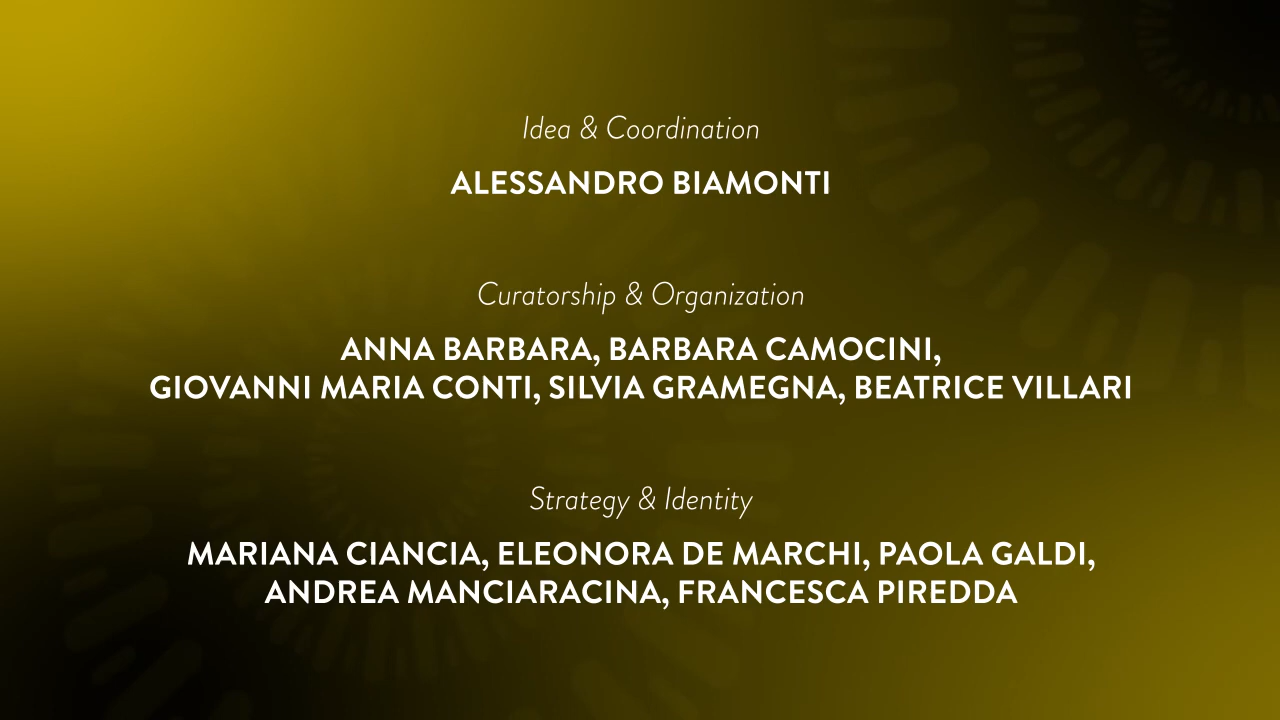 Idea & Coordination
ALESSANDRO BIAMONTI
Curatorship & Organization
ANNA BARBARA, BARBARA CAMOCINI,
GIOVANNI MARIA CONTI, SILVIA GRAMEGNA, BEATRICE VILLARI
Strategy & Identity
MARIANA CIANCIA, ELEONORA DE MARCHI, PAOLA GALDI,
ANDREA MANCIARACINA, FRANCESCA PIREDDA